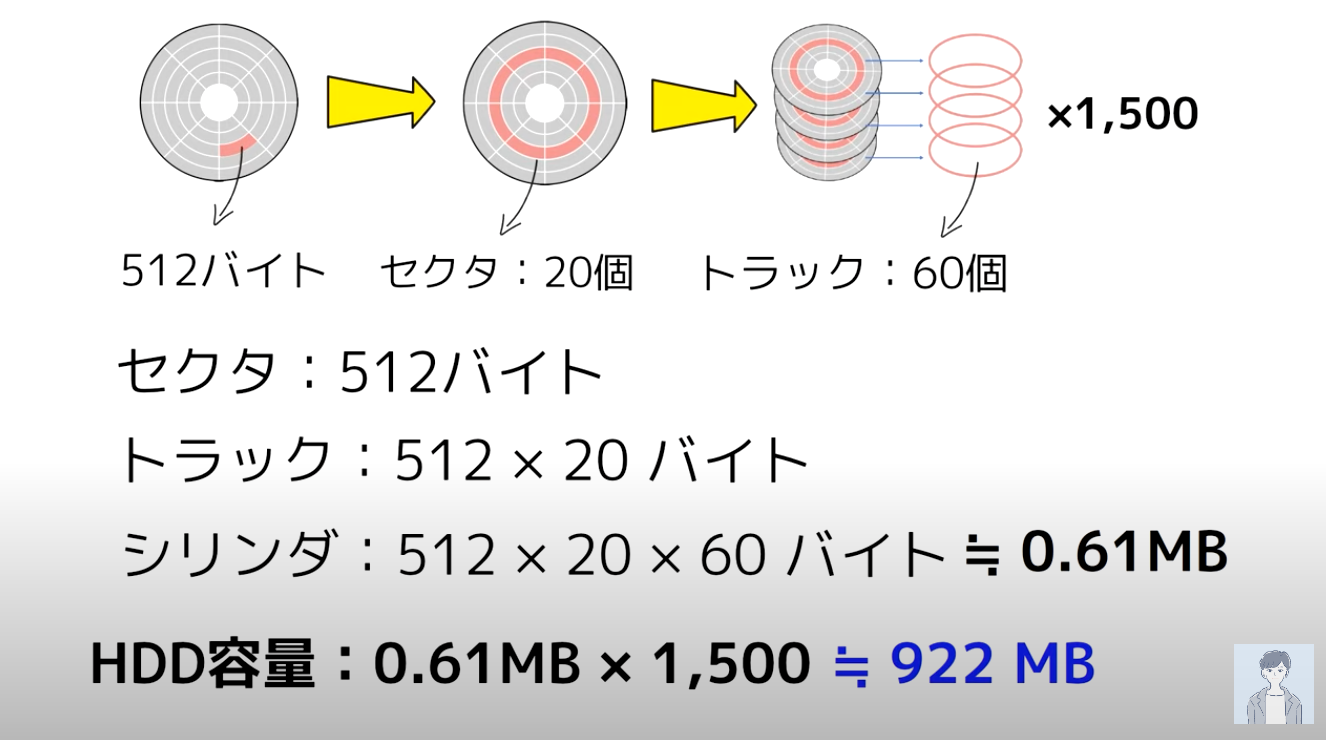 ×1,500
512バイト
セクタ：20個
トラック：60個
セクタ：512バイト
トラック：512 × 20 バイト
シリンダ：512 × 20 × 60 バイト ≒ 0.61MB
HDD容量：0.61MB × 1,500 ≒ 922 MB